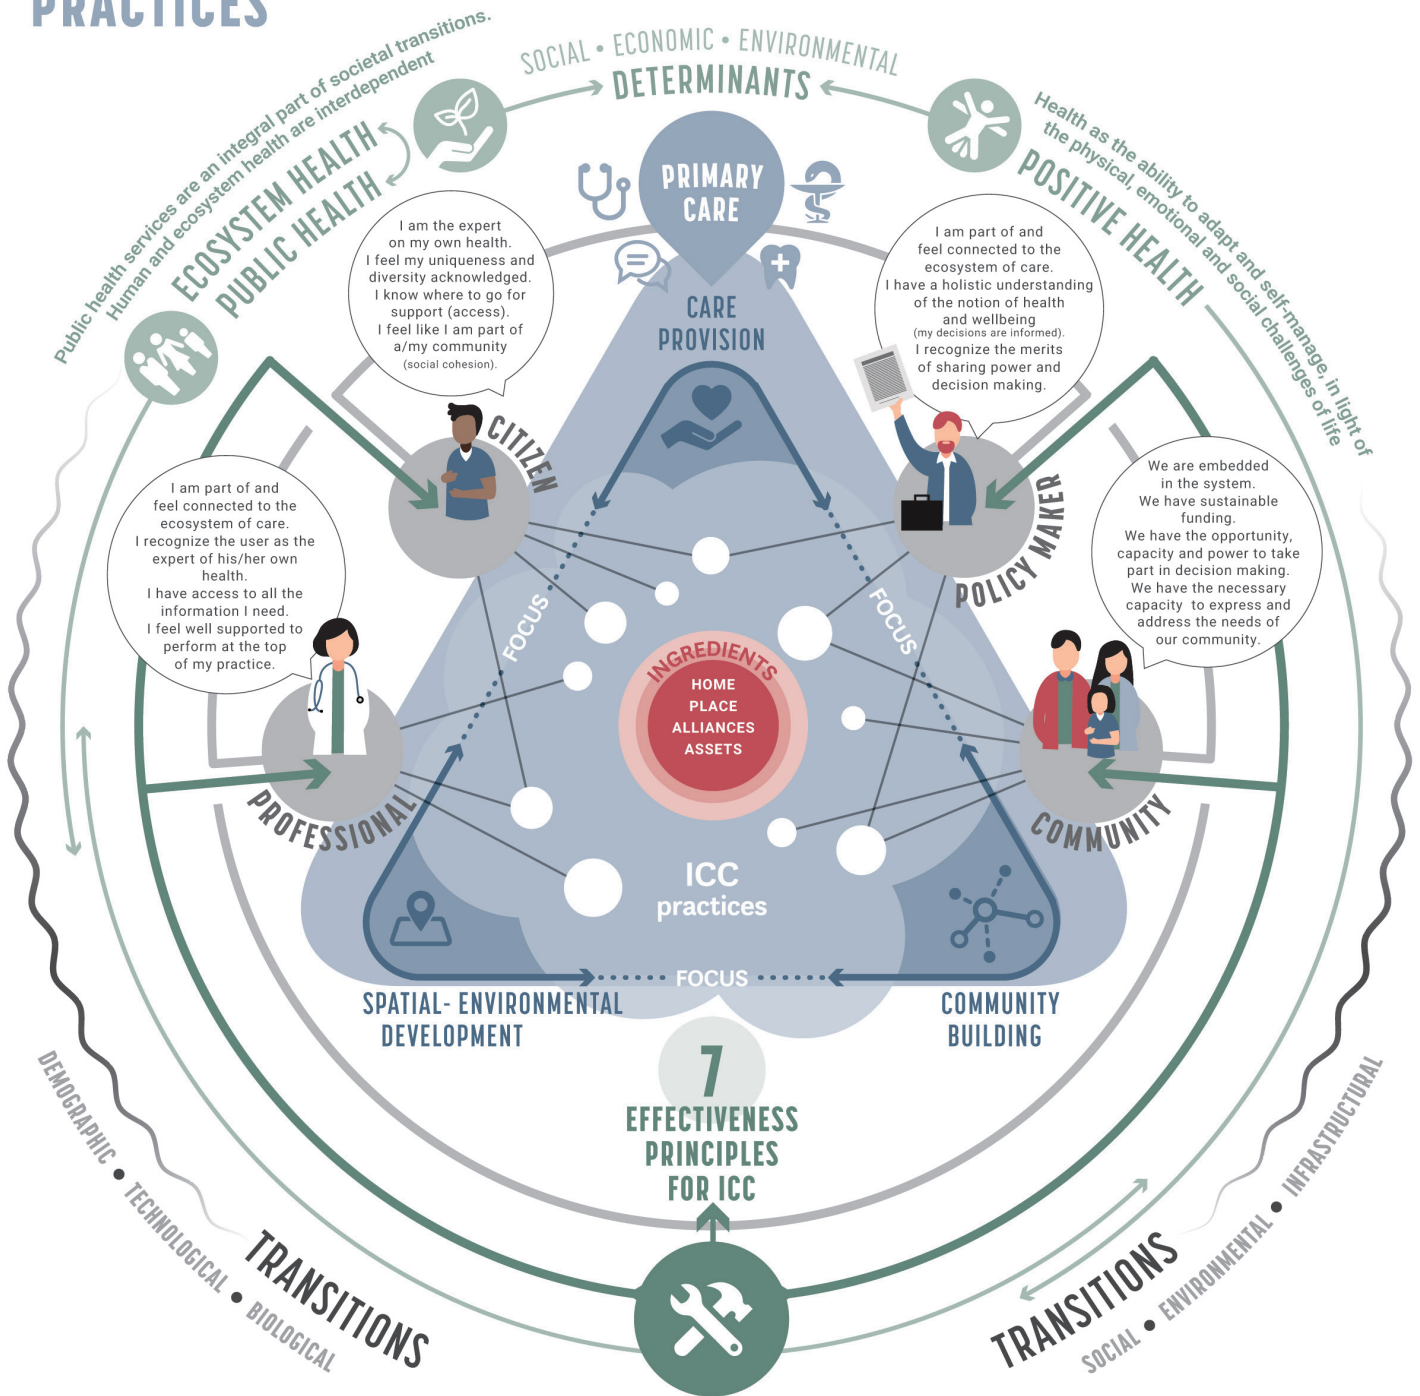 PRACTICES
SOCIAL • ECONOMIC • ENVIRONMENTAL
DETERMINANTS
Public health services are an integral part of societal transitions.
Human and ecosystem health are interdependent
ECOSYSTEM HEALTH
PUBLIC HEALTH
Health as the ability to adapt and self-manage, in light of
the physical, emotional and social challenges of life
POSITIVE HEALTH
PRIMARY
CARE
CARE
PROVISION
I am the expert
on my own health.
I feel my uniqueness and
diversity acknowledged.
I know where to go for
support (access).
I feel like I am part of
a/my community
(social cohesion).
CITIZEN
I am part of and
feel connected to the
ecosystem of care.
I have a holistic understanding
of the notion of health
and wellbeing
(my decisions are informed).
I recognize the merits
of sharing power and
decision making.
POLICY MAKER
I am part of and
feel connected to the
ecosystem of care.
I recognize the user as the
expert of his/her own
health.
I have access to all the
information I need.
I feel well supported to
perform at the top
of my practice.
PROFESSIONAL
We are embedded
in the system.
We have sustainable
funding.
We have the opportunity,
capacity and power to take
part in decision making.
We have the necessary
capacity to express and
address the needs of
our community.
COMMUNITY
FOCUS
FOCUS
INGREDIENTS
HOME
PLACE
ALLIANCES
ASSETS
ICC
practices
FOCUS
SPATIAL- ENVIRONMENTAL
DEVELOPMENT
COMMUNITY
BUILDING
7
EFFECTIVENESS
PRINCIPLES
FOR ICC
TRANSITIONS
DEMOGRAPHIC • TECHNOLOGICAL • BIOLOGICAL
TRANSITIONS
SOCIAL • ENVIRONMENTAL • INFRASTRUCTURAL